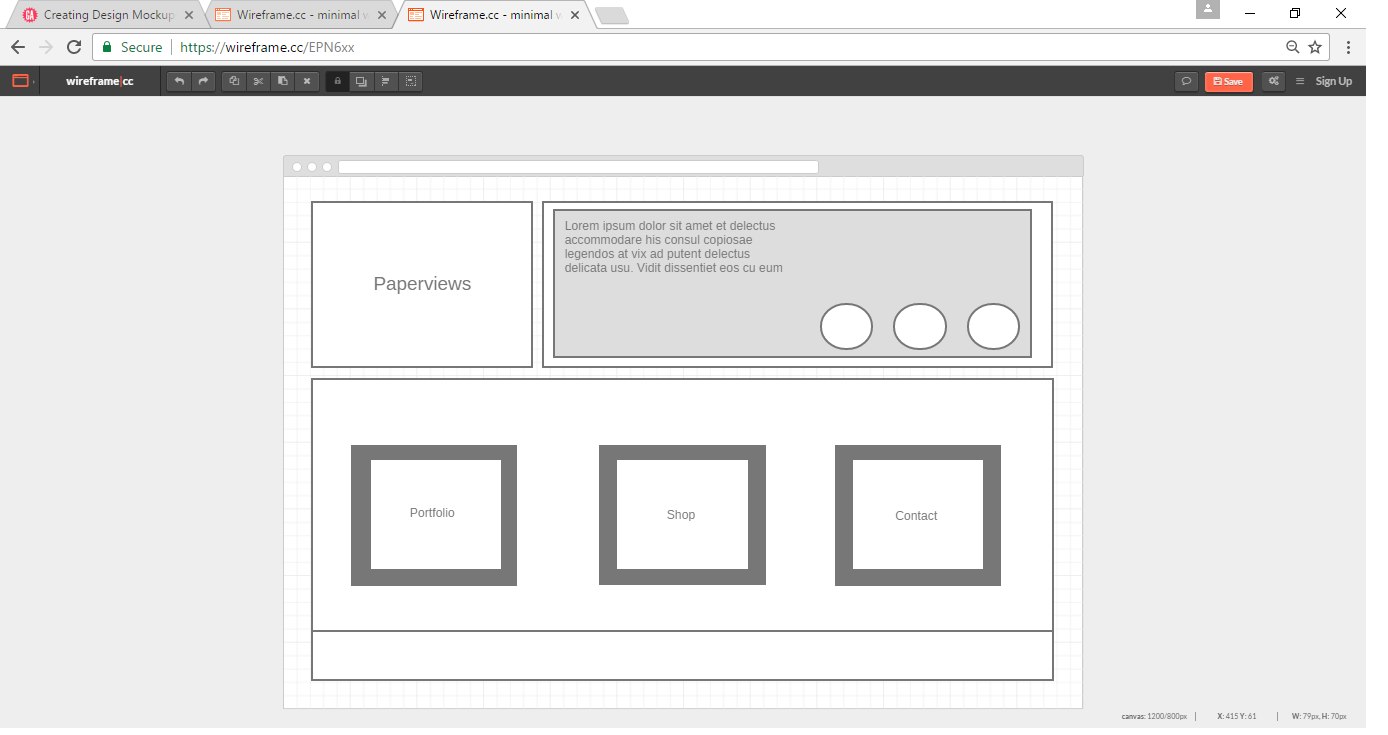 Creating Design Mockup
Wireframe.cc - minimal w
Wireframe.cc - minimal w
Secure
https://wireframe.cc/EPN6xx
wireframe|cc
Save
Sign Up
Paperviews
Lorem ipsum dolor sit amet et delectus
accommodare his consul copiosae
legendos at vix ad putent delectus
delicata usu. Vidit dissentiet eos cu eum
Portfolio
Shop
Contact
canvas: 1200/800px | X: 415 Y: 61 | W: 79px, H: 70px